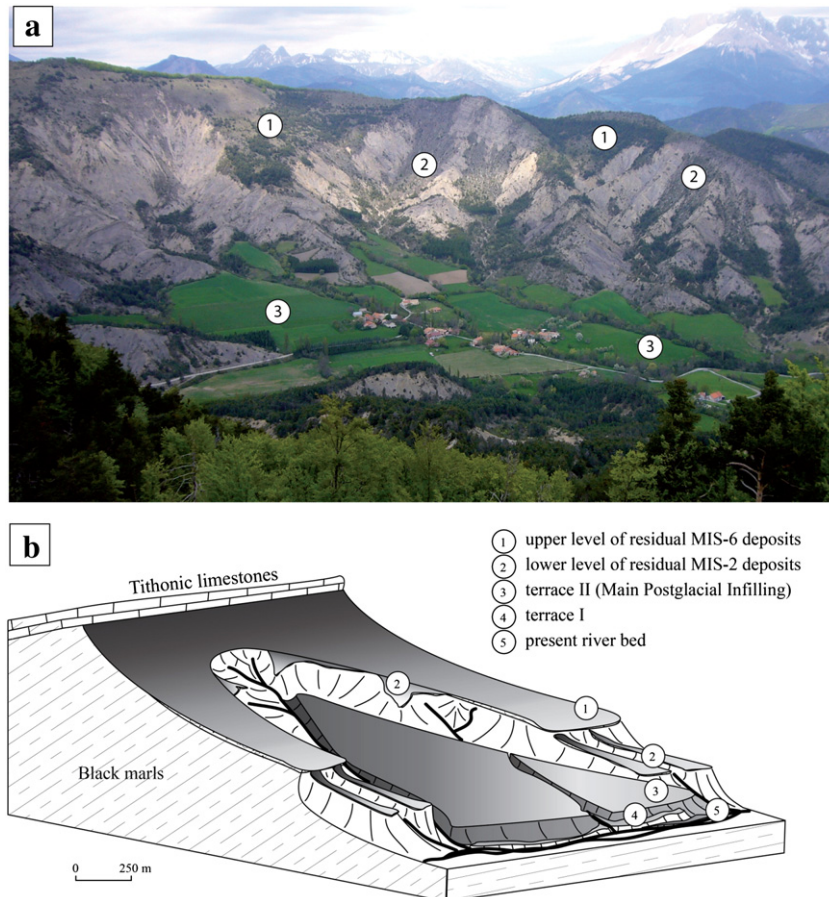 a
1
1
2
2
3
3
b
1 upper level of residual MIS-6 deposits
2 lower level of residual MIS-2 deposits
3 terrace II (Main Postglacial Infilling)
4 terrace I
5 present river bed
Tithonic limestones
2
1
2
Black marls
3
4
5
0 250 m